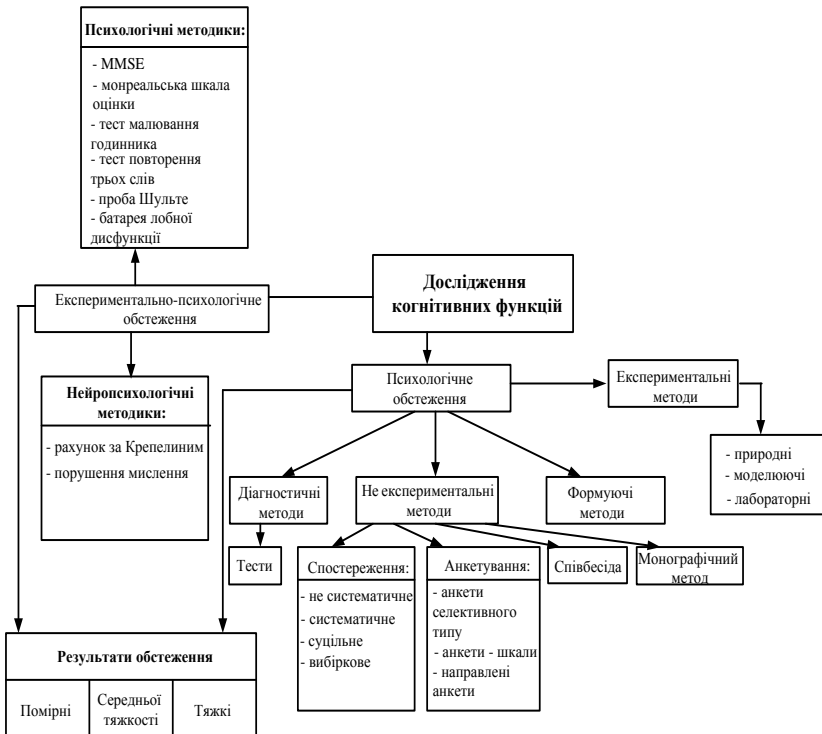 Психологічні методики:
- MMSE
- монреальська шкала
оцінки
- тест малювання
годинника
- тест повторення
трьох слів
- проба Шульте
- батарея лобної
дисфункції
Дослідження
когнітивних функцій
Експериментально-психологічне
обстеження
Психологічне
обстеження
Експериментальні
методи
Нейропсихологічні
методики:
- рахунок за Крепелиним
- порушення мислення
- природні
- моделюючі
- лабораторні
Діагностичні
методи
Не експериментальні
методи
Формуючі
методи
Тести
Спостереження:
- не систематичне
- систематичне
- суцільне
- вибіркове
Анкетування:
- анкети
селективного
типу
- анкети - шкали
- направлені
анкети
Співбесіда
Монографічний
метод
Результати обстеження
Помірні
Середньої
тяжкості
Тяжкі